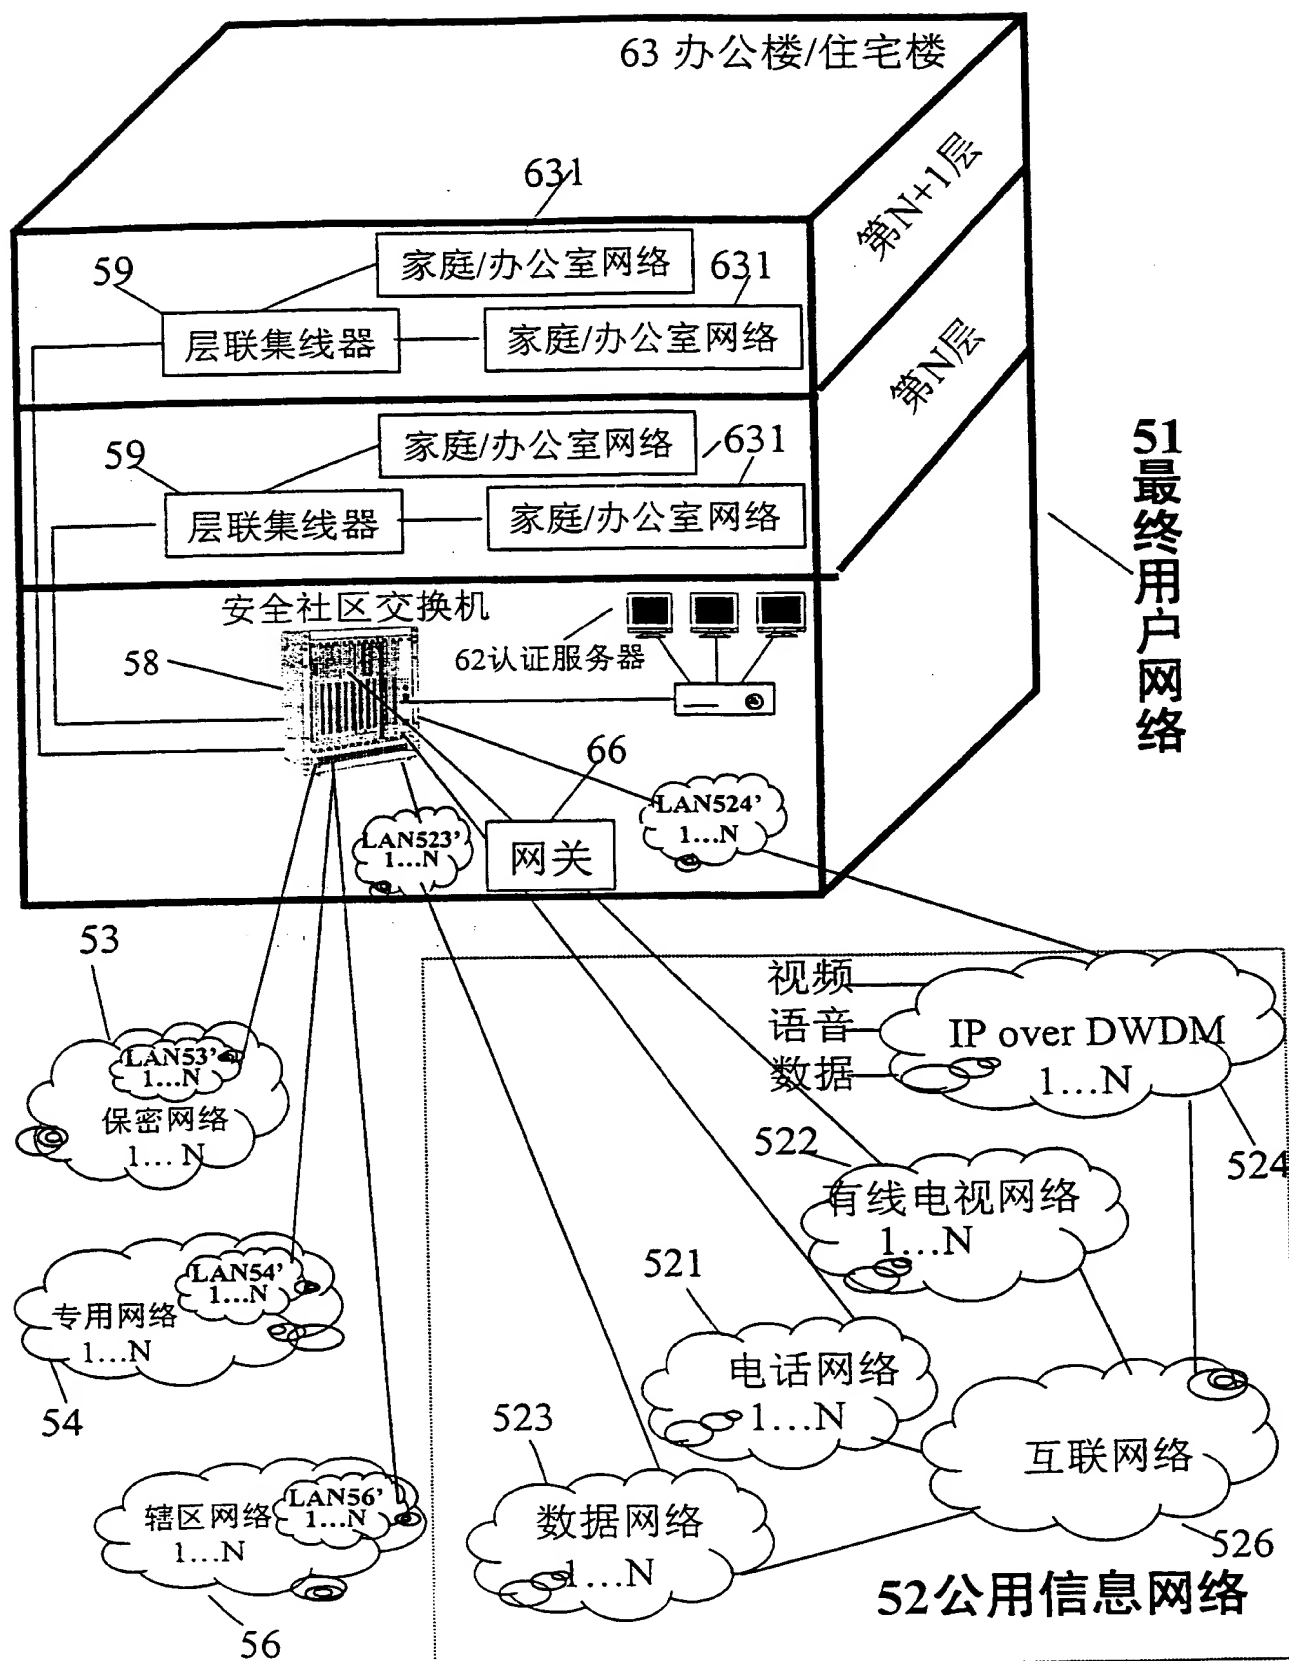 63 办公楼/住宅楼
第N+1层
631
家庭/办公室网络
59
631
层联集线器
家庭/办公室网络
第N层
家庭/办公室网络
631
59
层联集线器
家庭/办公室网络
51
最终用户网络
安全社区交换机
58
62认证服务器
66
LAN524'
1...N
LAN523'
1...N
网关
53
视频
语音
数据
IP over DWDM
1...N
524
LAN53'
1...N
保密网络
1... N
522
有线电视网络
1...N
LAN54'
1...N
专用网络
1...N
54
521
电话网络
1...N
523
数据网络
1...N
互联网络
526
LAN56'
1...N
辖区网络
1...N
56
52公用信息网络